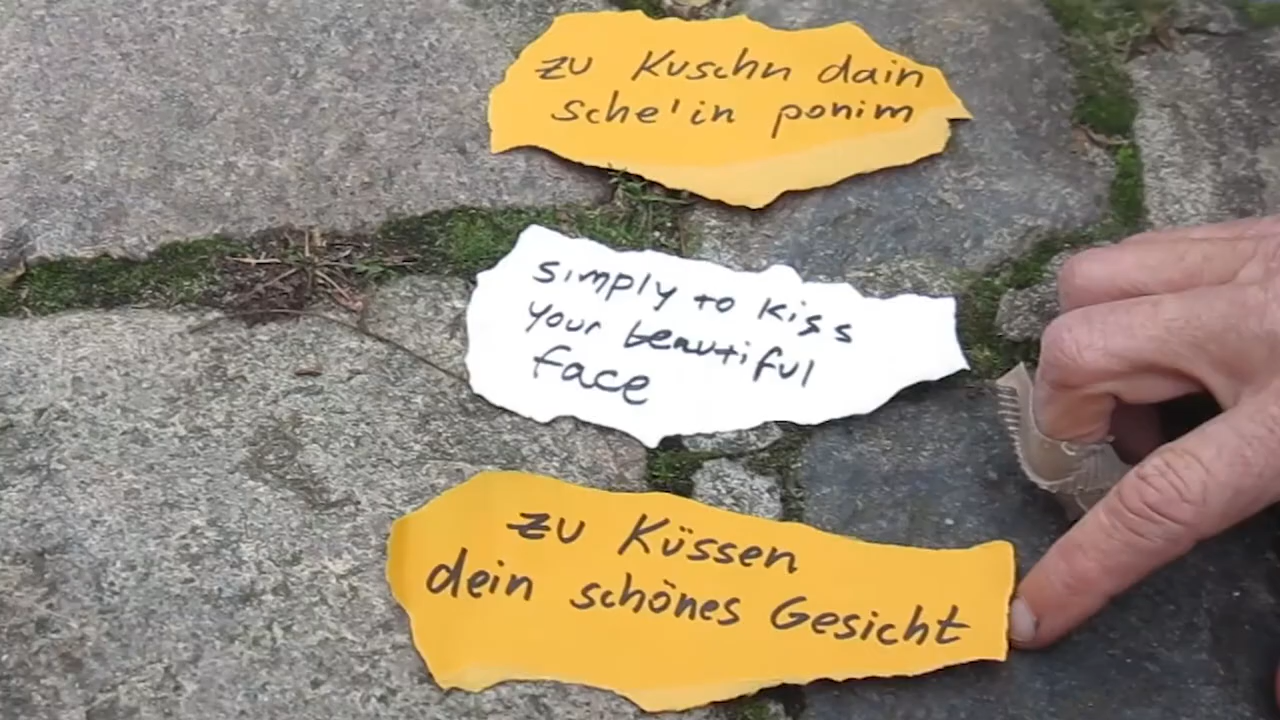 zu Kuschn dain
sche'in ponim
simply to kiss
your beautiful
face
zu Küssen
dein schönes Gesicht